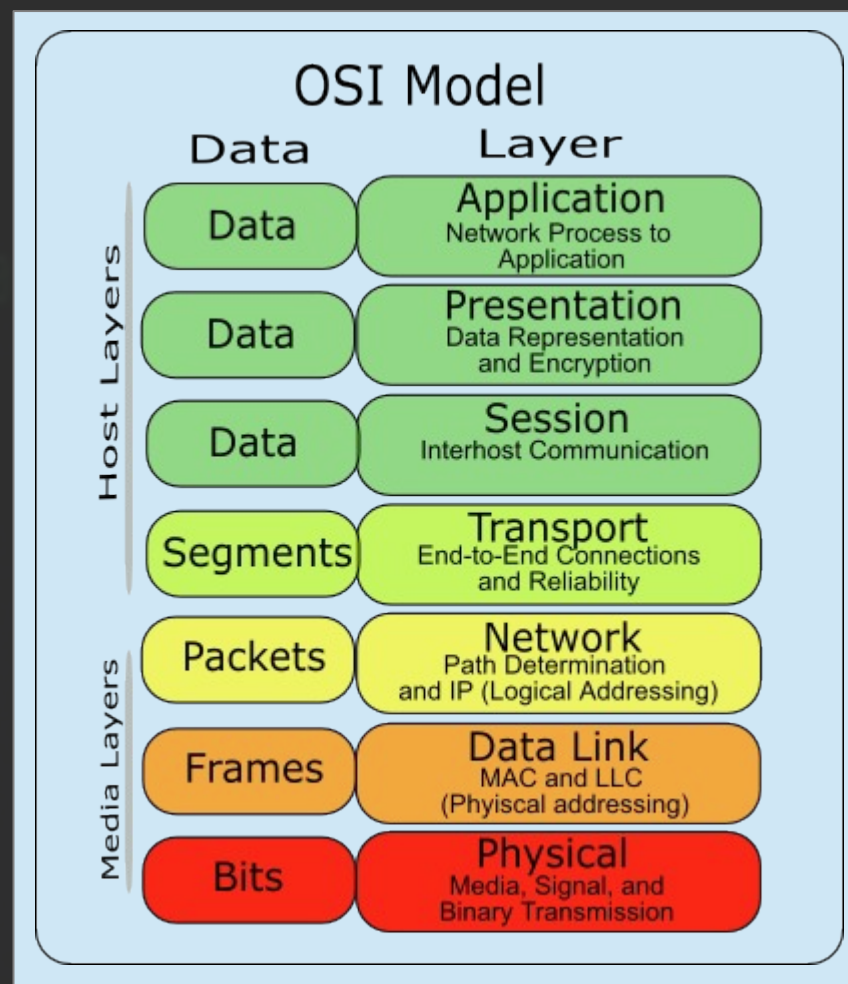 OSI Model
Data
Layer
Host Layers
Data
Application
Network Process to
Application
Data
Presentation
Data Representation
and Encryption
Data
Session
Interhost Communication
Segments
Transport
End-to-End Connections
and Reliability
Media Layers
Packets
Network
Path Determination
and IP (Logical Addressing)
Frames
Data Link
MAC and LLC
(Phyiscal addressing)
Bits
Physical
Media, Signal, and
Binary Transmission